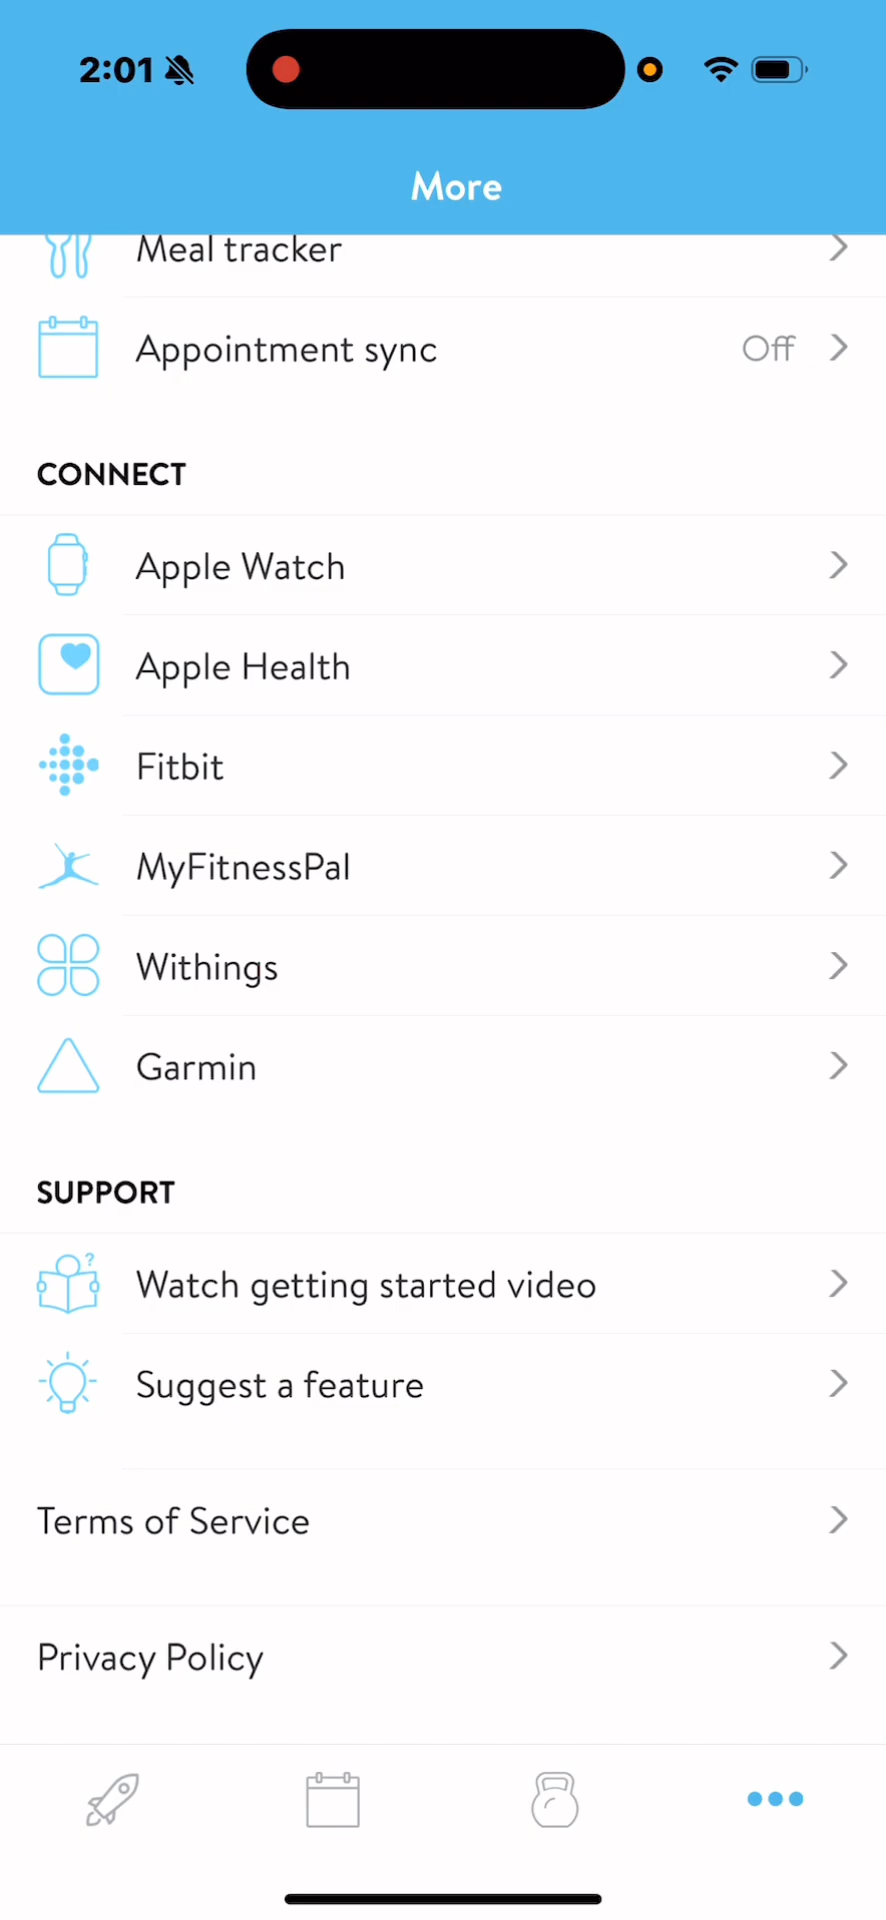 2:01
More
Meal tracker
Appointment sync
Off
CONNECT
Apple Watch
Apple Health
Fitbit
MyFitnessPal
Withings
Garmin
SUPPORT
?
Watch getting started video
Suggest a feature
Terms of Service
Privacy Policy